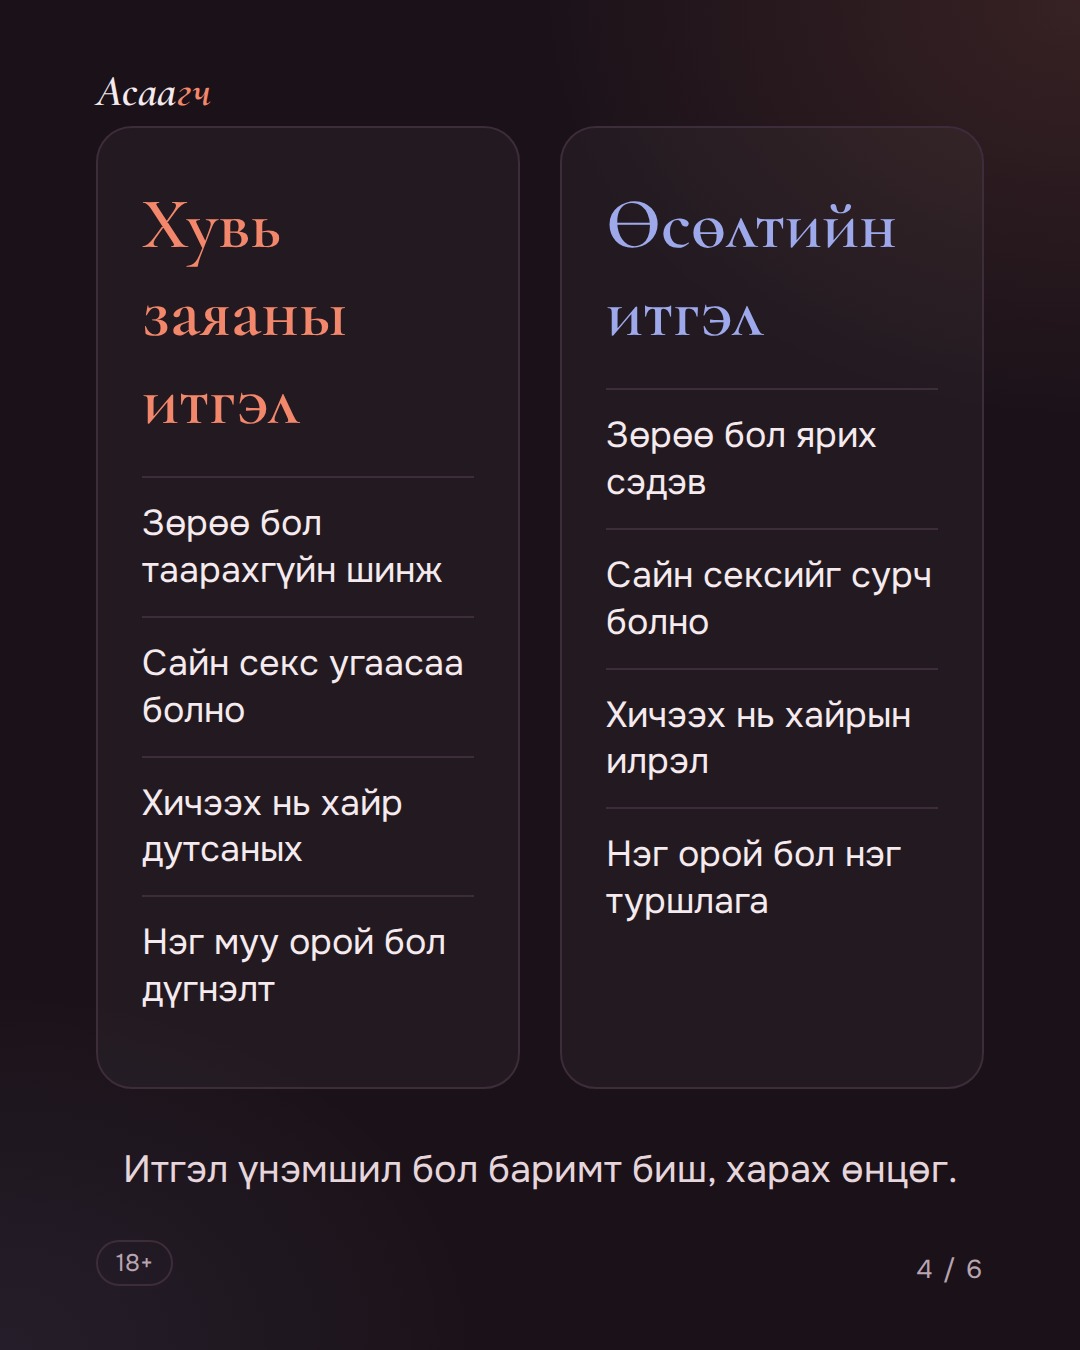 Асаагч
Хувь
заяаны
итгэл
Зөрөө бол
таарахгүйн шинж
Сайн секс угаасаа
болно
Хичээх нь хайр
дутсаных
Нэг муу орой бол
дүгнэлт
Өсөлтийн
итгэл
Зөрөө бол ярих
сэдэв
Сайн сексийг сурч
болно
Хичээх нь хайрын
илрэл
Нэг орой бол нэг
туршлага
Итгэл үнэмшил бол баримт биш, харах өнцөг.
18+
4 / 6